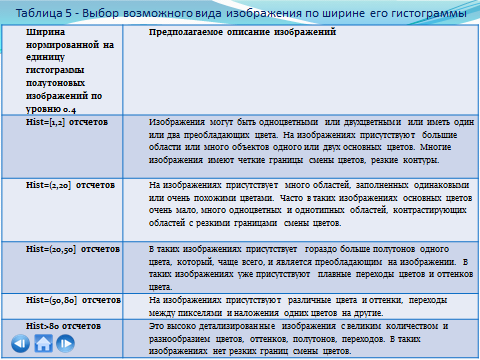 Таблица 5 - Выбор возможного вида изображения по ширине его гистограммы
Ширина
нормированной на
единицу
гистограммы
полутоновых
изображений по
уровню 0.4
Предполагаемое описание изображений
Hist=[1,2] отсчетов
Изображения могут быть одноцветными или двухцветными или иметь один
или два преобладающих цвета. На изображениях присутствуют большие
области или много объектов одного или двух основных цветов. Многие
изображения имеют четкие границы смены цветов, резкие контуры.
Hist=(2,20] отсчетов
На изображениях присутствует много областей, заполненных одинаковыми
или очень похожими цветами. Часто в таких изображениях основных цветов
очень мало, много одноцветных и однотипных областей, контрастирующих
областей с резкими границами смены цветов.
Hist=(20,50] отсчетов
В таких изображениях присутствует гораздо больше полутонов одного
цвета, который, чаще всего, и является преобладающим на изображении. В
таких изображениях уже присутствуют плавные переходы цветов и оттенков
цвета.
Hist=(50,80] отсчетов
На изображениях присутствуют различные цвета и оттенки, переходы
между пикселями и наложения одних цветов на другие.
Hist>80 отсчетов
Это высоко детализированные изображения с великим количеством и
разнообразием цветов, оттенков, полутонов, переходов. В таких
изображениях нет резких границ смены цветов.